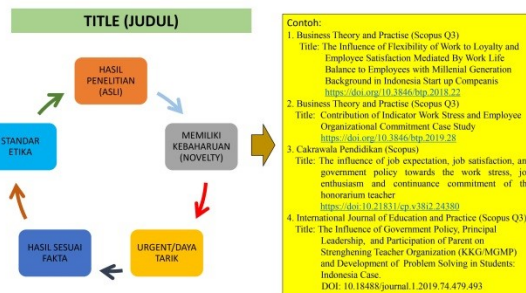 TITLE (JUDUL)
HASIL
PENELITIAN
(ASLI)
MEMILIKI
KEBAHARUAN
(NOVELTY)
URGENT/DAYA
TARIK
HASIL SESUAI
FAKTA
STANDAR
ETIKA
Contoh:
1. Business Theory and Practise (Scopus Q3)
Title: The Influence of Flexibility of Work to Loyalty and
Employee Satisfaction Mediated By Work Life
Balance to Employees with Millenial Generation
Background in Indonesia Start up Compeanis
https://doi.org/10.3846/btp.2018.22
2. Business Theory and Practise (Scopus Q3)
Title: Contribution of Indicator Work Stress and Employee
Organizational Commitment Case Study
https://doi.org/10.3846/btp.2019.28
3. Cakrawala Pendidikan (Scopus)
Title: The influence of job expectation, job satisfaction, an
government policy towards the work stress, jo
enthusiasm and continuance commitment of th
honorarium teacher
https://doi:10.21831/cp.v38i2.24380
4. International Journal of Education and Practice (Scopus Q3)
Title: The Influence of Government Policy, Principal
Leadership, and Participation of Parent on
Strengthening Teacher Organization (KKG/MGMP)
and Development of Problem Solving in Students:
Indonesia Case.
DOI: 10.18488/journal.1.2019.74.479.493